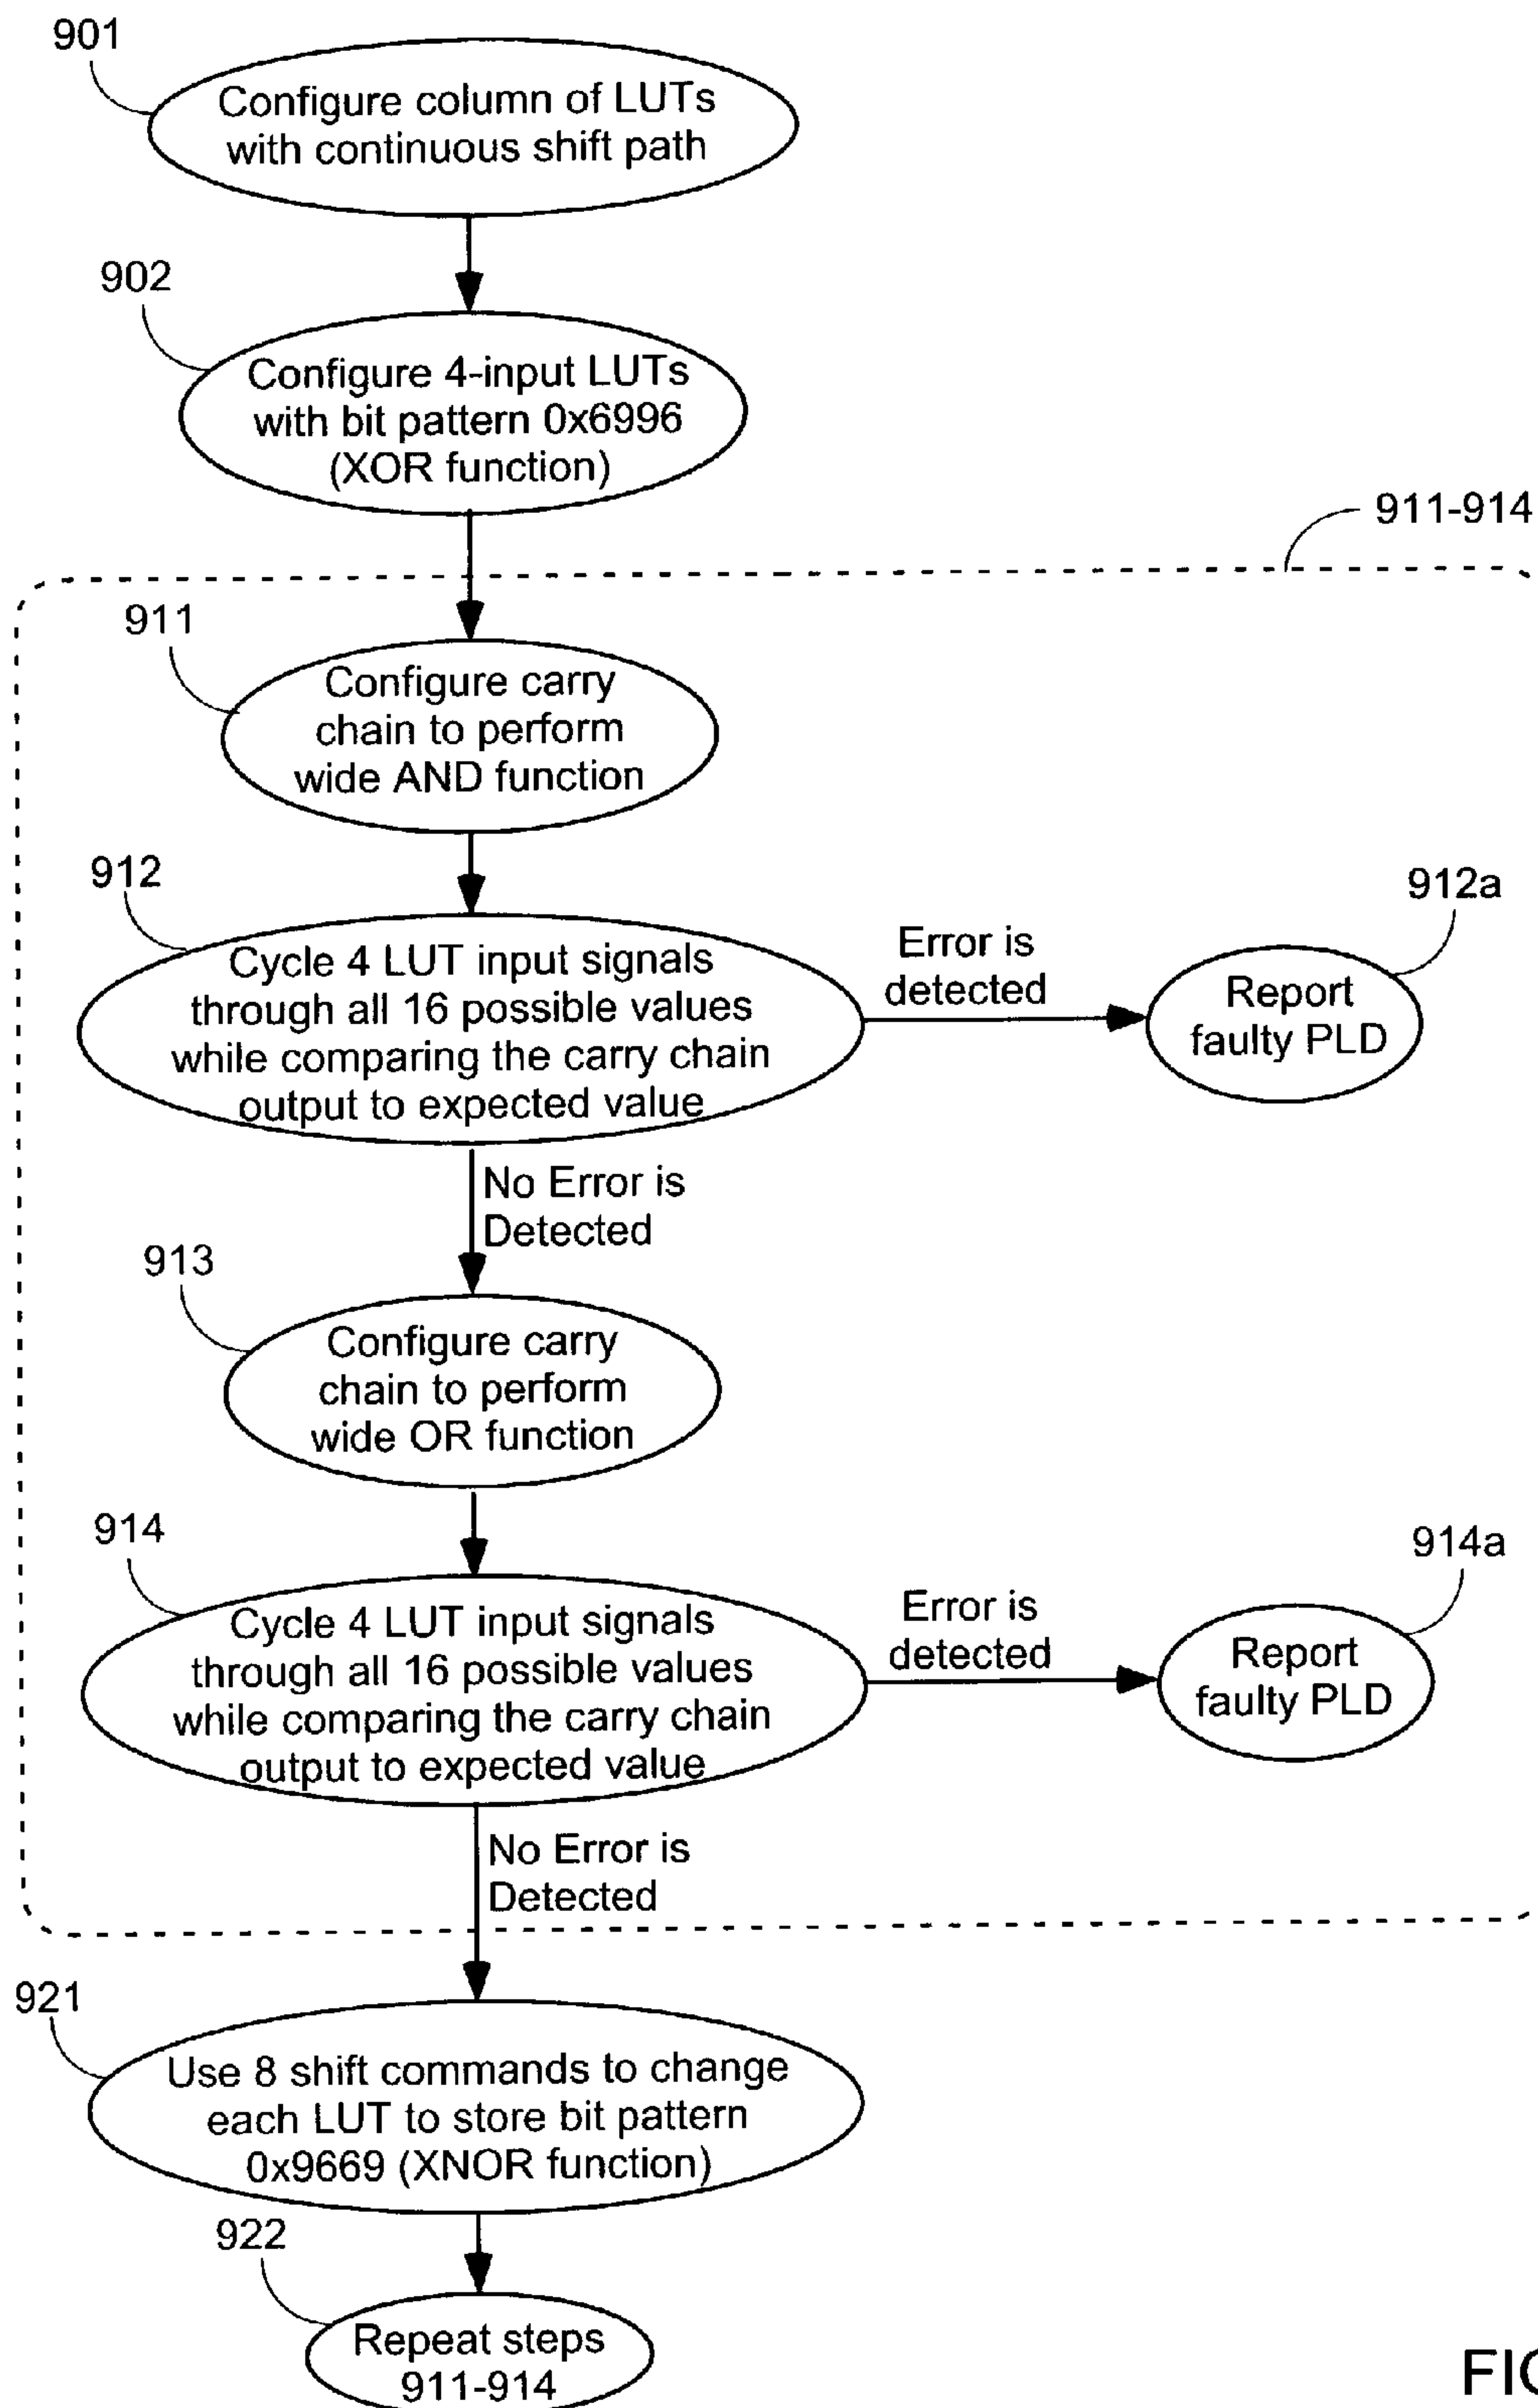 901
Configure column of LUTs
with continuous shift path
902
Configure 4-input LUTs
with bit pattern 0x6996
(XOR function)
911-914
911
Configure carry
chain to perform
wide AND function
912
Cycle 4 LUT input signals
through all 16 possible values
while comparing the carry chain
output to expected value
Error is
detected
912a
Report
faulty PLD
No Error is
Detected
913
Configure carry
chain to perform
wide OR function
914
Cycle 4 LUT input signals
through all 16 possible values
while comparing the carry chain
output to expected value
Error is
detected
914a
Report
faulty PLD
No Error is
Detected
921
Use 8 shift commands to change
each LUT to store bit pattern
0x9669 (XNOR function)
922
Repeat steps
911-914